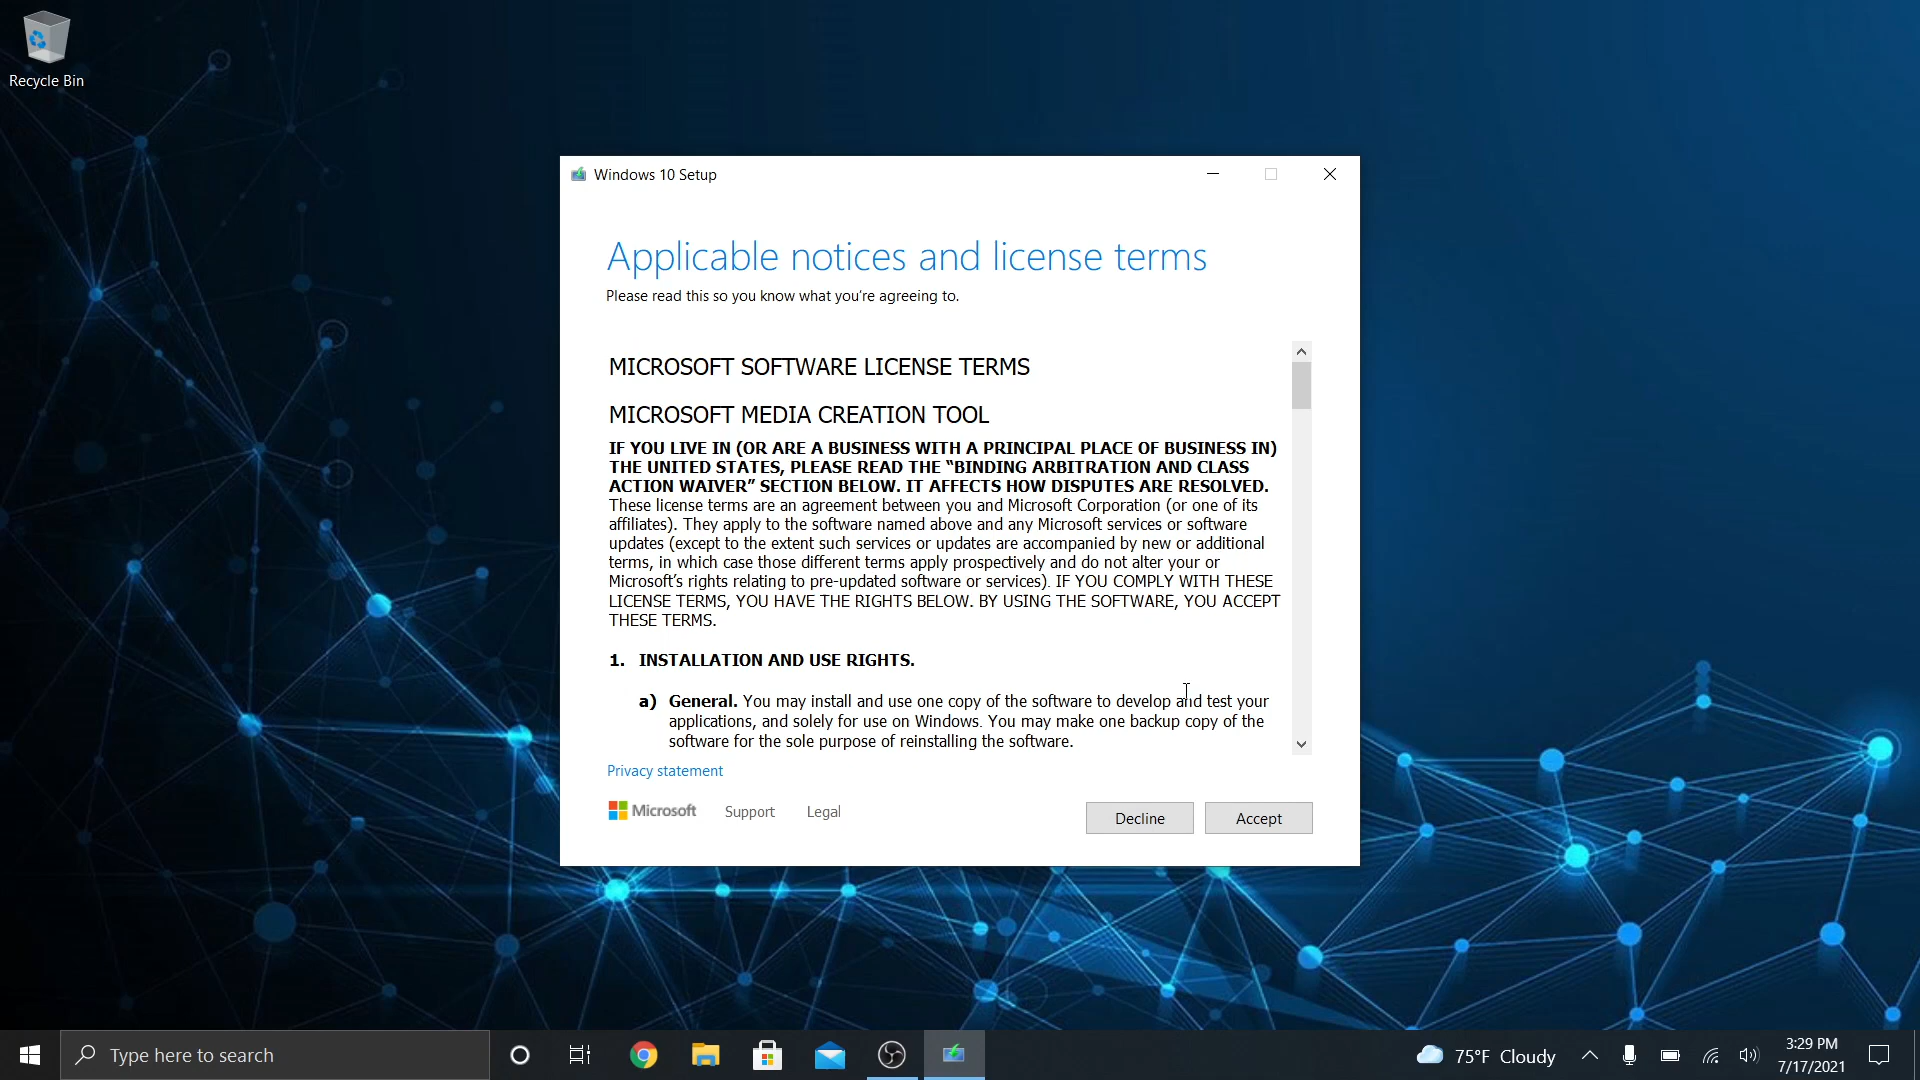 Recycle Bin
Windows 10 Setup
Applicable notices and license terms
Please read this so you know what you're agreeing to.
MICROSOFT SOFTWARE LICENSE TERMS
MICROSOFT MEDIA CREATION TOOL
IF YOU LIVE IN (OR ARE A BUSINESS WITH A PRINCIPAL PLACE OF BUSINESS IN)
THE UNITED STATES, PLEASE READ THE “BINDING ARBITRATION AND CLASS
ACTION WAIVER” SECTION BELOW. IT AFFECTS HOW DISPUTES ARE RESOLVED.
These license terms are an agreement between you and Microsoft Corporation (or one of its
affiliates). They apply to the software named above and any Microsoft services or software
updates (except to the extent such services or updates are accompanied by new or additional
terms, in which case those different terms apply prospectively and do not alter your or
Microsoft’s rights relating to pre-updated software or services). IF YOU COMPLY WITH THESE
LICENSE TERMS, YOU HAVE THE RIGHTS BELOW. BY USING THE SOFTWARE, YOU ACCEPT
THESE TERMS.
1. INSTALLATION AND USE RIGHTS.
a) General. You may install and use one copy of the software to develop and test your
applications, and solely for use on Windows. You may make one backup copy of the
software for the sole purpose of reinstalling the software.
Privacy statement
Microsoft Support Legal
Decline Accept
Type here to search
75°F Cloudy
3:29 PM
7/17/2021